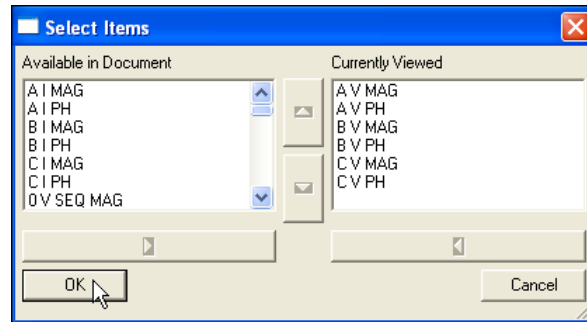 Select Items
Available in Document
A I MAG
A I PH
B I MAG
B I PH
C I MAG
C I PH
0 V SEQ MAG
Currently Viewed
A V MAG
A V PH
B V MAG
B V PH
C V MAG
C V PH
OK
Cancel